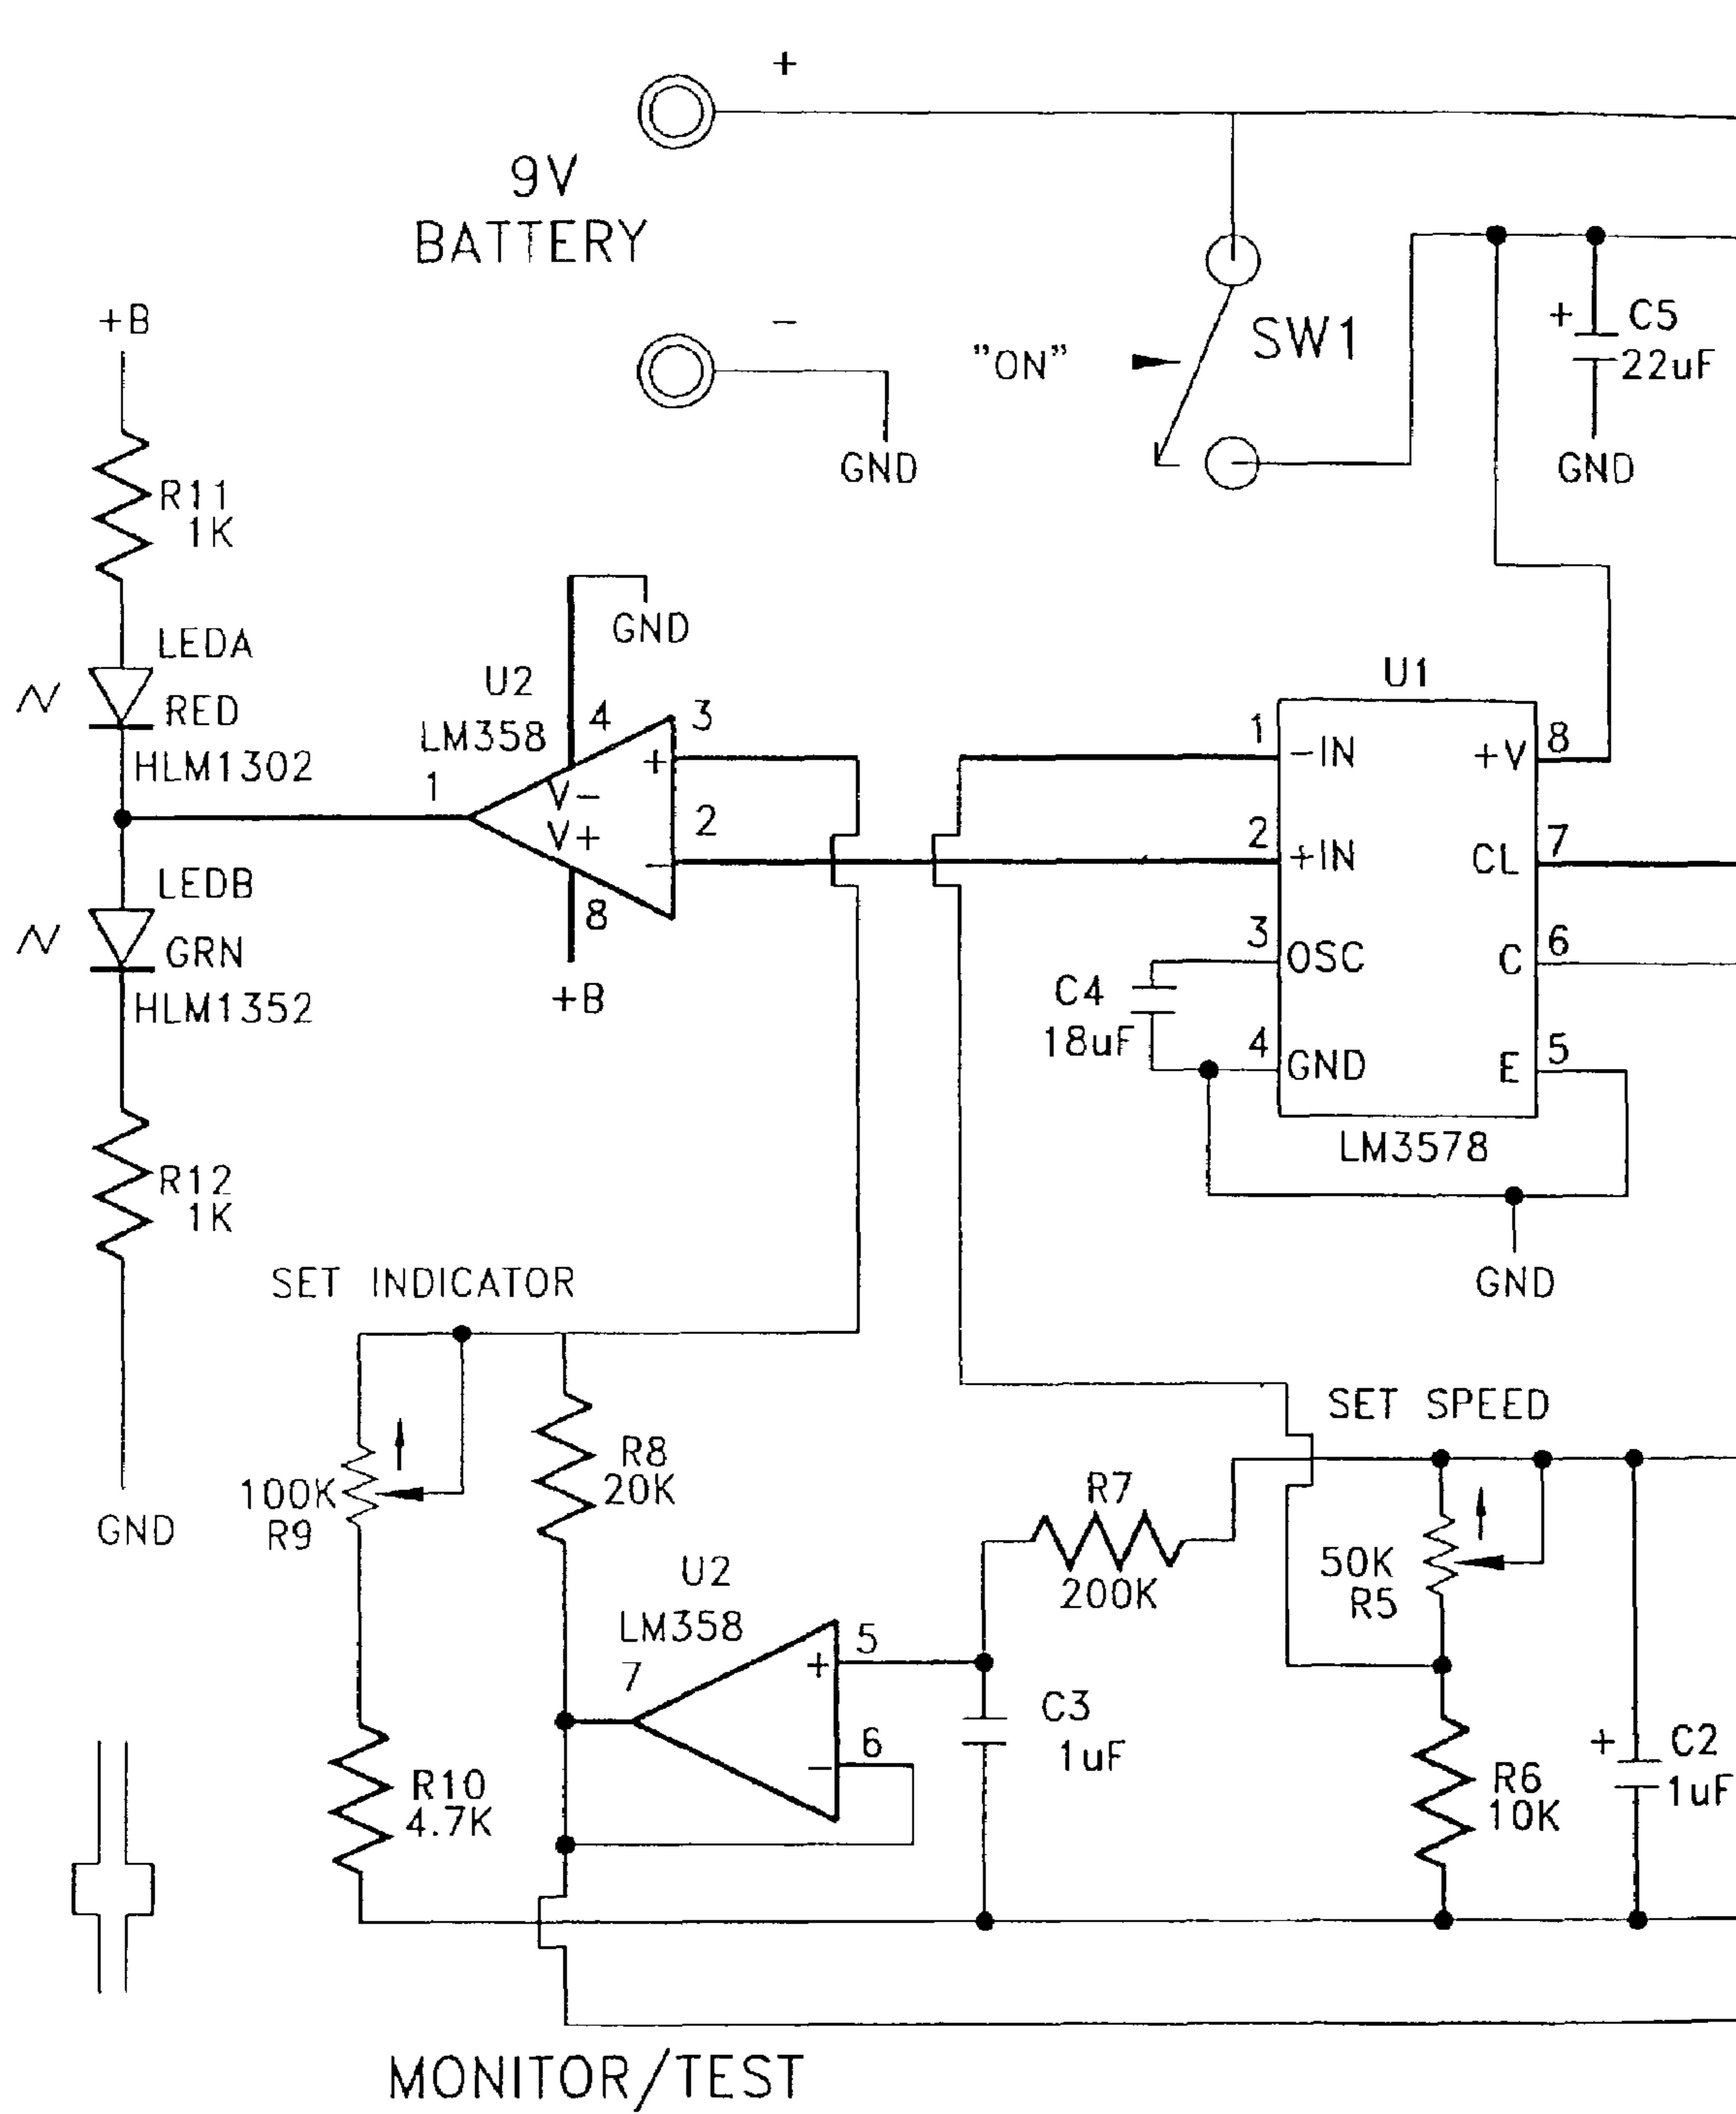 +
9V
BATTERY
-
GND
"ON"
SW1
+ C5
22uF
GND
+B
R11
1K
LEDA
RED
HLM1302
LEDB
GRN
HLM1352
R12
1K
GND
GND
U2
LM358
4
3
+
1
V-
V+
2
-
8
+B
U1
1
-IN
+V
8
2
+IN
CL
7
3
OSC
C
6
C4
18uF
4
GND
E
5
LM3578
GND
SET INDICATOR
100K
R9
R8
20K
R10
4.7K
SET SPEED
R7
200K
50K
R5
U2
LM358
7
5
+
6
-
C3
1uF
R6
10K
+ C2
1uF
MONITOR/TEST